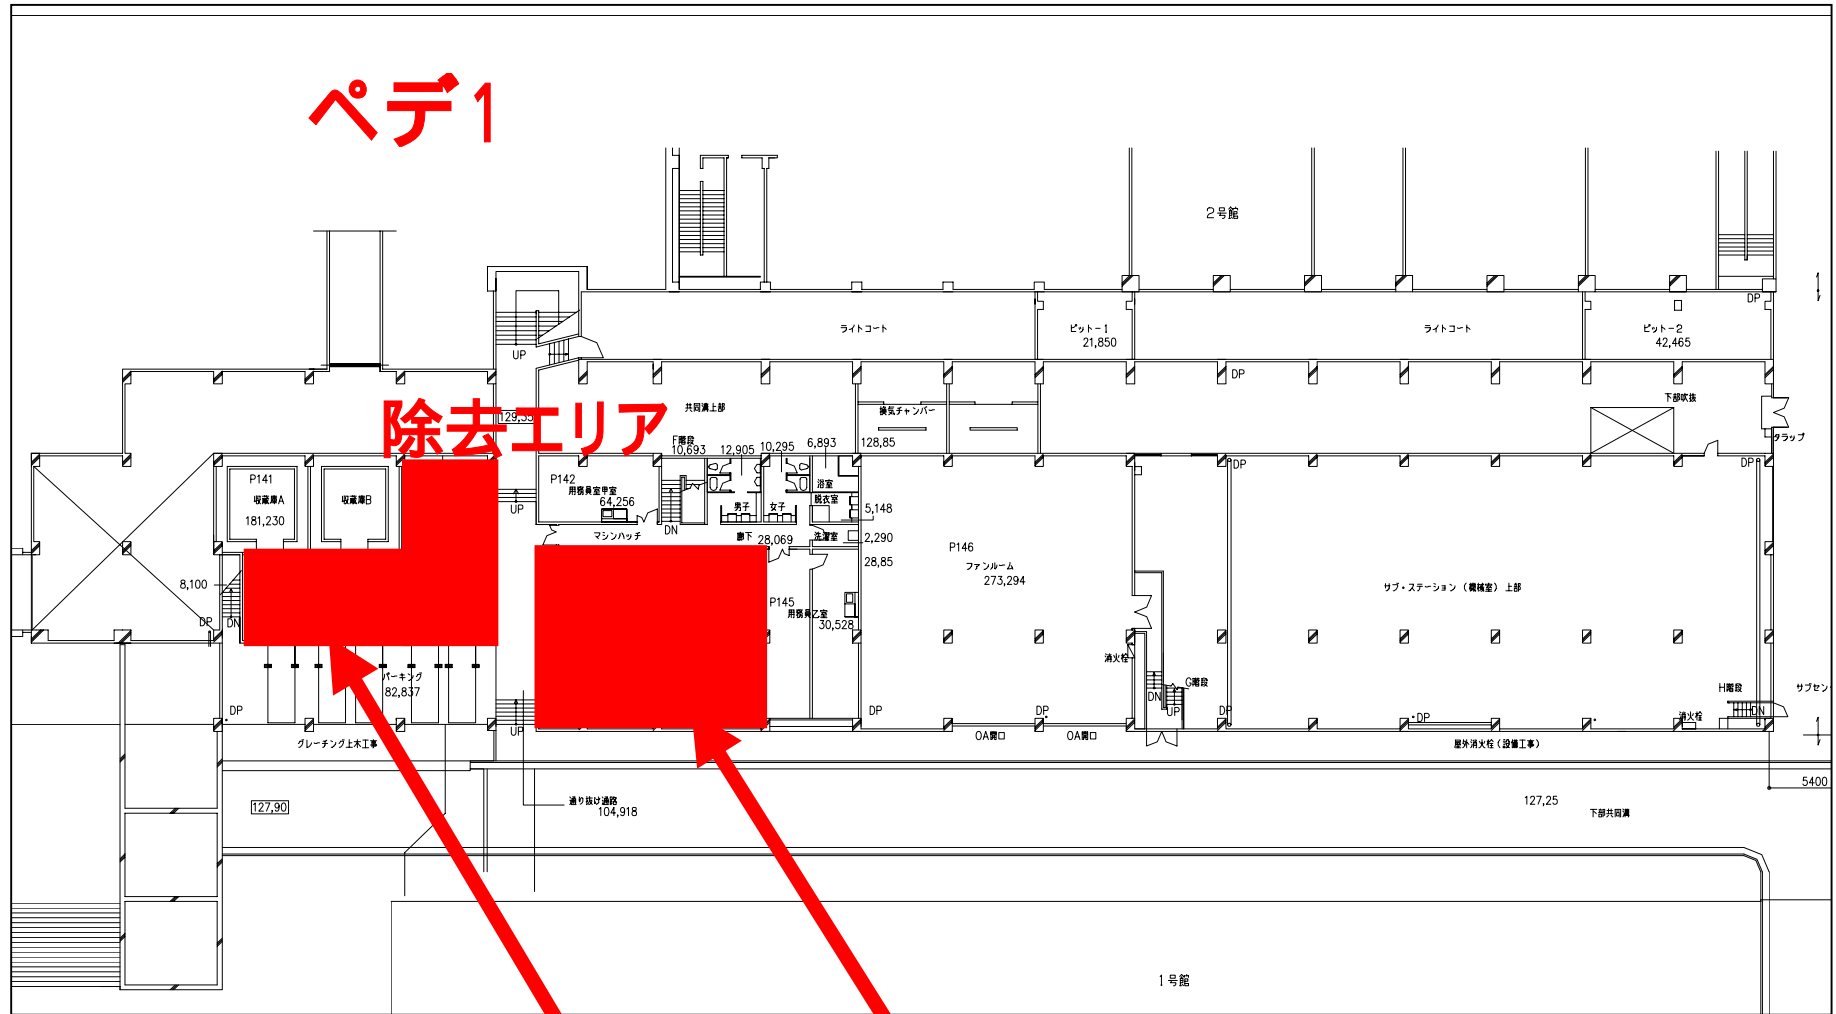 ペデ1
2号館
DP
ライトコート
ピット-1
21,850
ライトコート
ピット-2
42,465
UP
DP
129,35
除去エリア
共同溝上部
換気チャンバー
下部吹抜
タラップ
F階段
10,693
12,905
10,295
6,893
128,85
P141
収蔵庫A
181,230
収蔵庫B
UP
P142
用務員室甲室
64,256
DN
男子
女子
浴室
脱衣室
5,148
DP
DP
マシンハッチ
廊下
28,069
洗濯室
2,290
28,85
P146
ファンルーム
273,294
8,100
DP
DN
P145
用務員乙室
30,528
サブ・ステーション(機械室)上部
消火栓
パーキング
82,837
DP
UP
DP
OA開口
DP
OA開口
DN
G階段
UP
DP
DP
H階段
DN
消火栓
サブセン
グレーチング上木工事
屋外消火栓(設備工事)
127,90
通り抜け通路
104,918
127,25
下部共同溝
5400
1号館